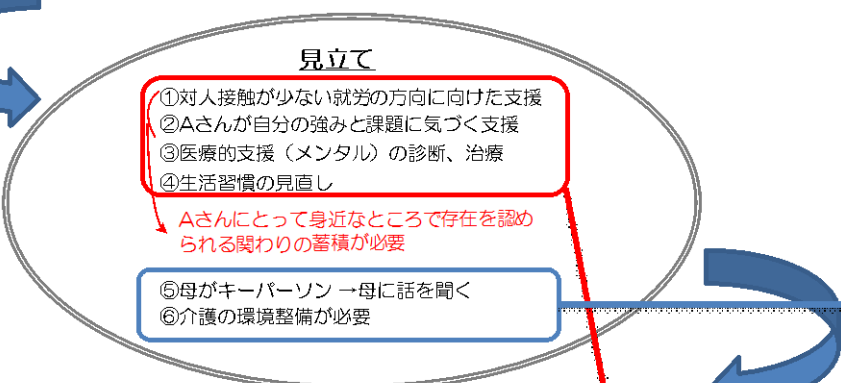 見立て
①対人接触が少ない就労の方向に向けた支援
②Aさんが自分の強みと課題に気づく支援
③医療的支援（メンタル）の診断、治療
④生活習慣の見直し
Aさんにとって身近なところで存在を認め
られる関わりの蓄積が必要
⑤母がキーパーソン→母に話を聞く
⑥介護の環境整備が必要